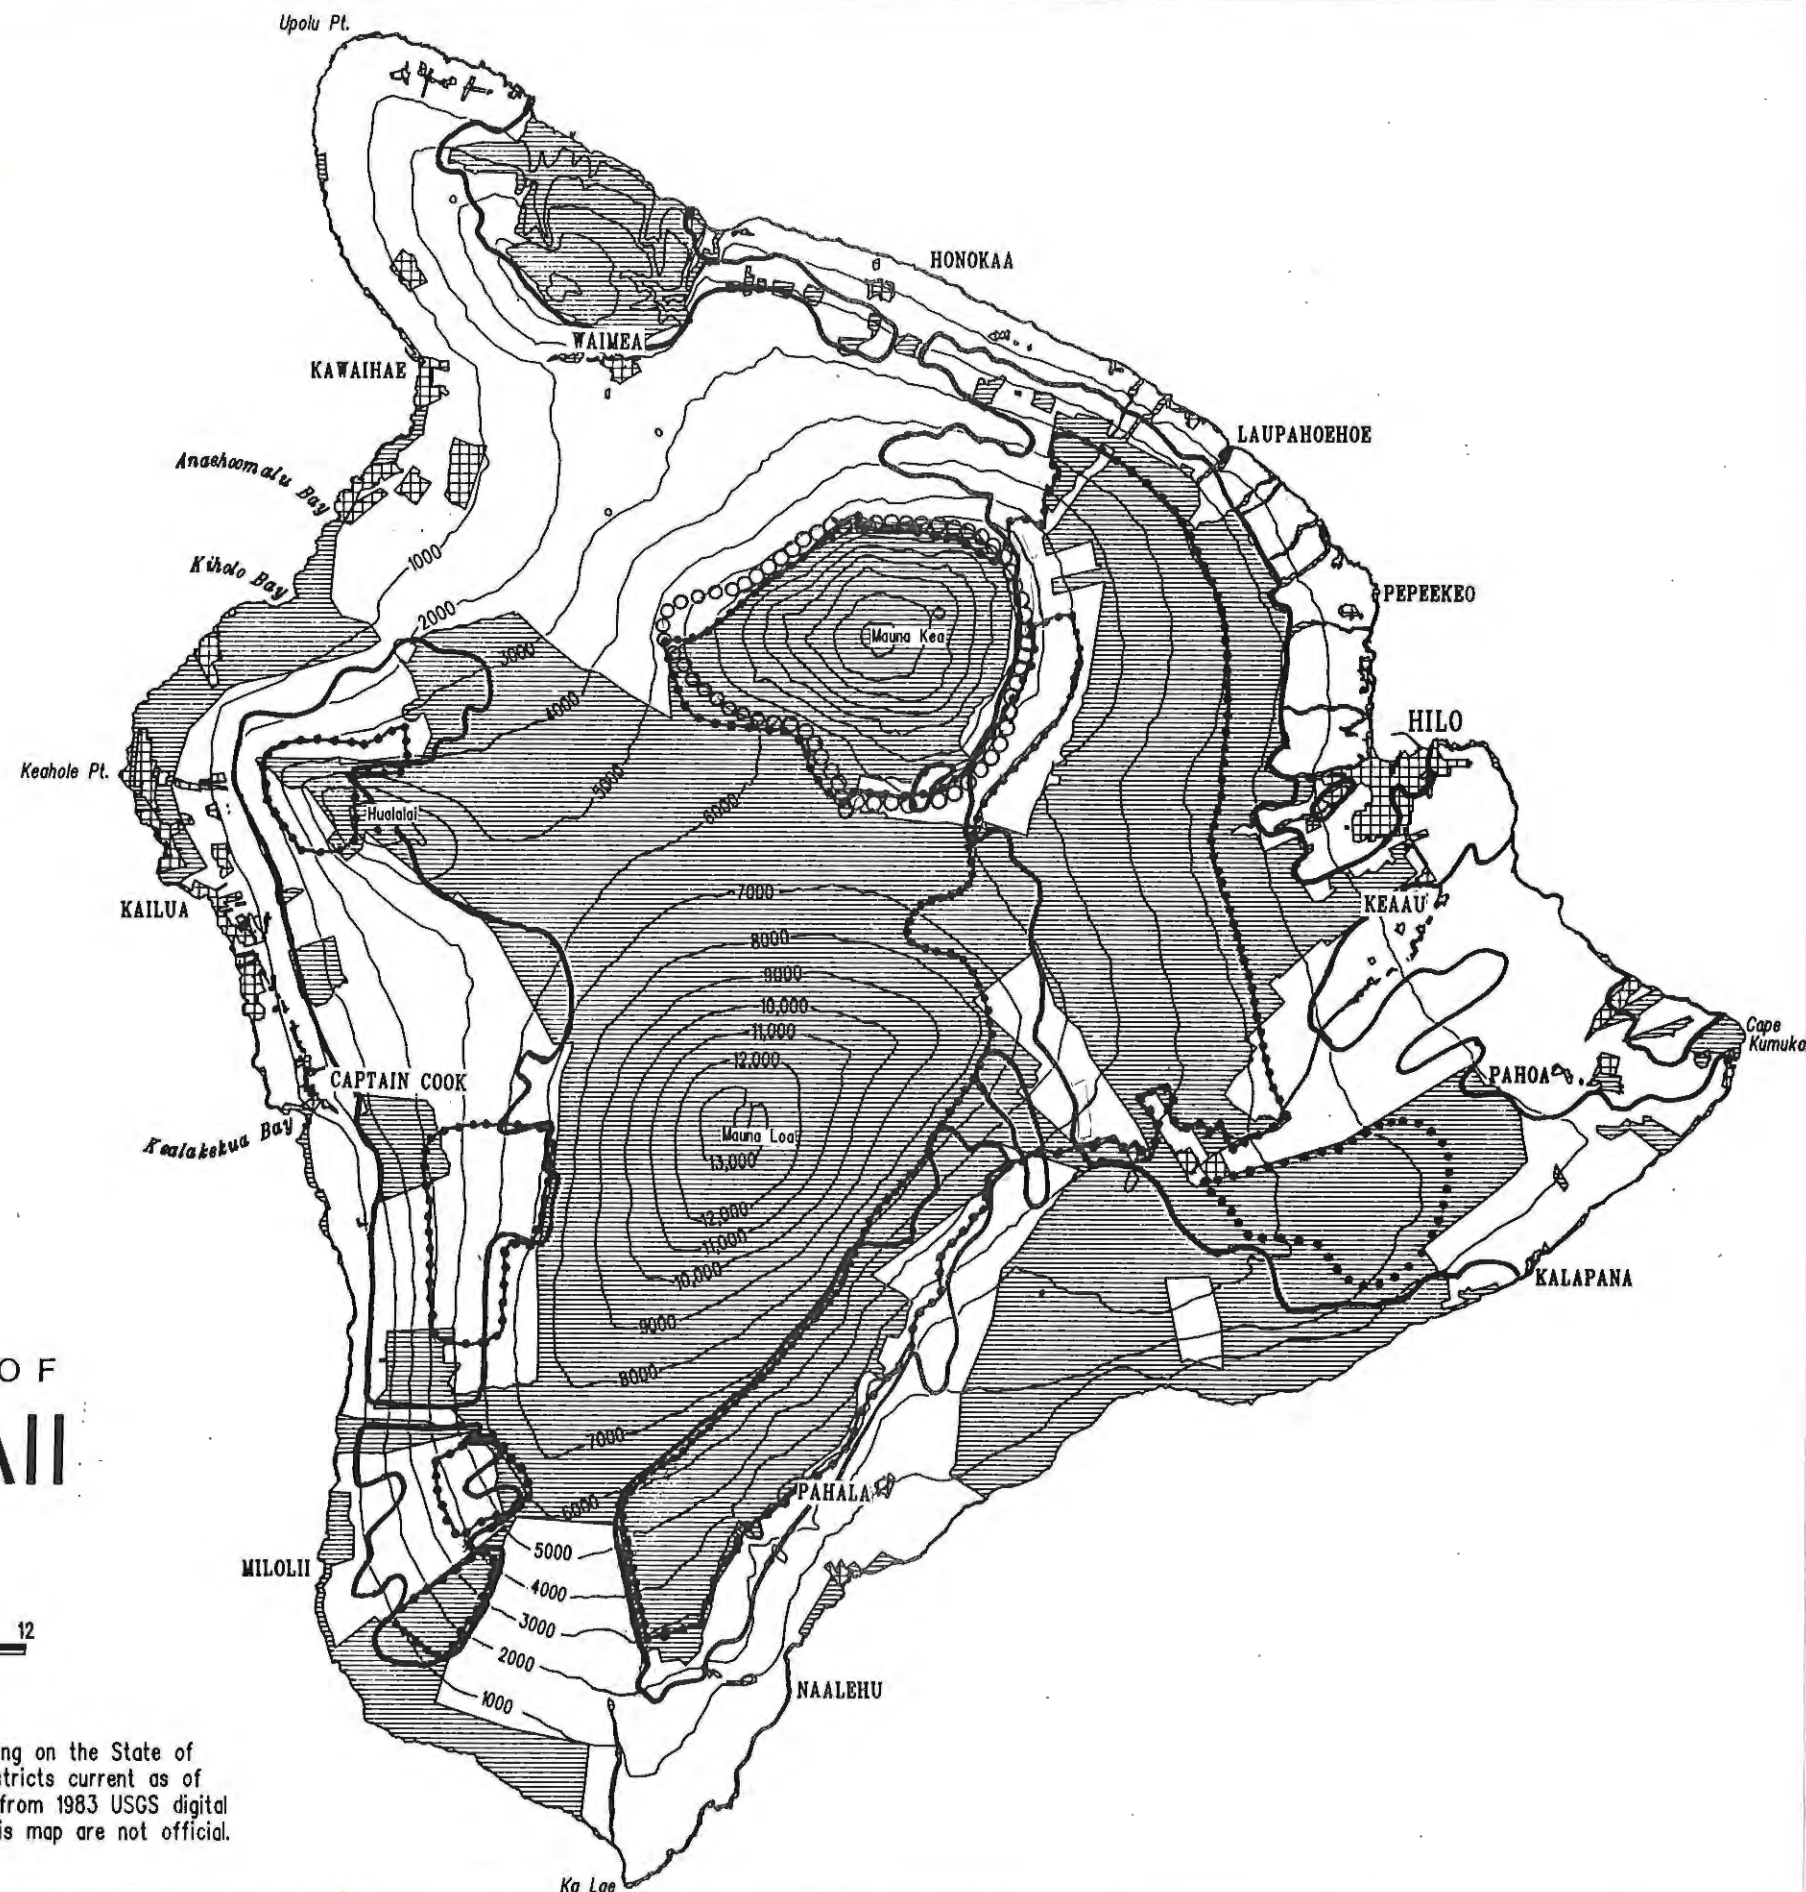 Upolu Pt.
HONOKAA
WAIMEA
KAWAIHAE
LAUPAHOEHOE
Anaehoomalu Bay
1000
Kiholo Bay
2000
PEPEEKEO
3000
Mauna Kea
4000
HILO
Keahole Pt.
5000
6000
Hualalai
7000
KEAAU
KAILUA
8000
9000
10,000
11,000
12,000
Cape
Kumuka
PAHOA
CAPTAIN COOK
Mauna Loa
Kealakekua Bay
13,000
12,000
11,000
10,000
KALAPANA
9000
OF
8000
AII
7000
PAHALA
6000
5000
MILOLII
4000
3000
12
2000
NAALEHU
1000
ng on the State of
tricts current as of
from 1983 USGS digital
is map are not official.
Ka Lae